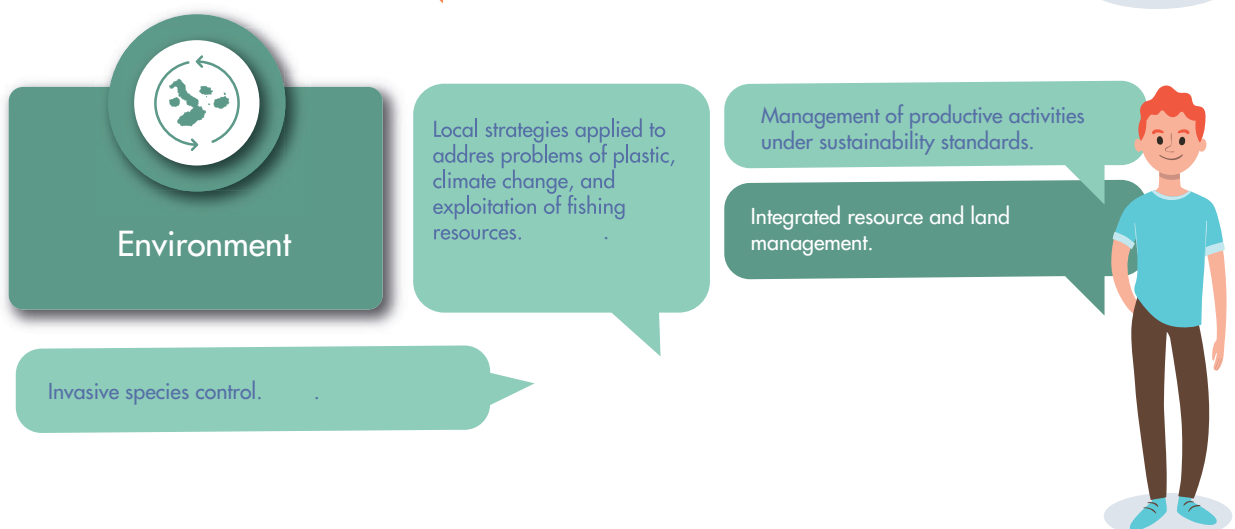 Environment
Local strategies applied to
addres problems of plastic,
climate change, and
exploitation of fishing
resources. .
Management of productive activities
under sustainability standards.
Integrated resource and land
management.
Invasive species control. .